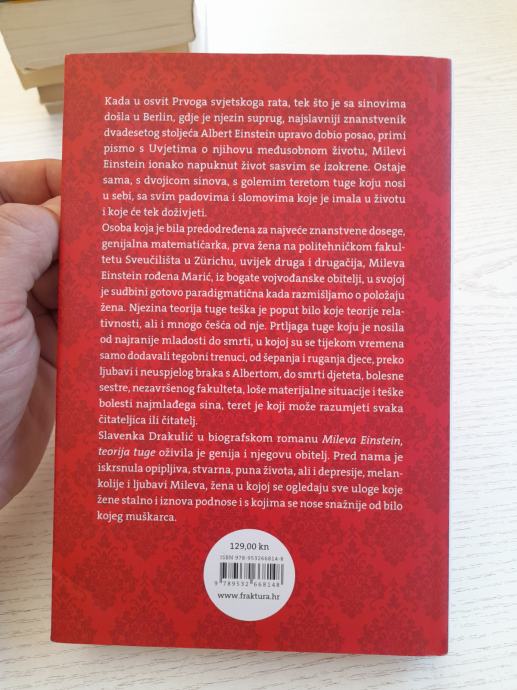 Kada u osvit Prvoga svjetskoga rata, tek što je sa sinovima
došla u Berlin, gdje je njezin suprug, najslavniji znanstvenik
dvadesetog stoljeća Albert Einstein upravo dobio posao, primi
pismo s Uvjetima o njihovu međusobnom životu, Milevi
Einstein ionako napuknut život sasvim se izokrene. Ostaje
sama, s dvojicom sinova, s golemim teretom tuge koju nosi
u sebi, sa svim padovima i slomovima koje je imala u životu
i koje će tek doživjeti.
Osoba koja je bila predodređena za najveće znanstvene dosege,
genijalna matematičarka, prva žena na politehničkom fakul-
tetu Sveučilišta u Zürichu, uvijek druga i drugačija, Mileva
Einstein rođena Marić, iz bogate vojvođanske obitelji, u svojoj
je sudbini gotovo paradigmatična kada razmišljamo o položaju
žena. Njezina teorija tuge teška je poput bilo koje teorije rela-
tivnosti, ali i mnogo češća od nje. Prtljaga tuge koju je nosila
od najranije mladosti do smrti, u kojoj su se tijekom vremena
samo dodavali tegobni trenuci, od šepanja i ruganja djece, preko
ljubavi i neuspjelog braka s Albertom, do smrti djeteta, bolesne
sestre, nezavršenog fakulteta, loše materijalne situacije i teške
bolesti najmlađega sina, teret je koji može razumjeti svaka
čitateljica ili čitatelj.
Slavenka Drakulić u biografskom romanu Mileva Einstein,
teorija tuge oživila je genija i njegovu obitelj. Pred nama je
iskrsnula opipljiva, stvarna, puna života, ali i depresije, melan-
kolije i ljubavi Mileva, žena u kojoj se ogledaju sve uloge koje
žene stalno i iznova podnose i s kojima se nose snažnije od bilo
kojeg muškarca.
129,00 kn
ISBN 978-953266814-8
9 789532 668148
www.fraktura.hr